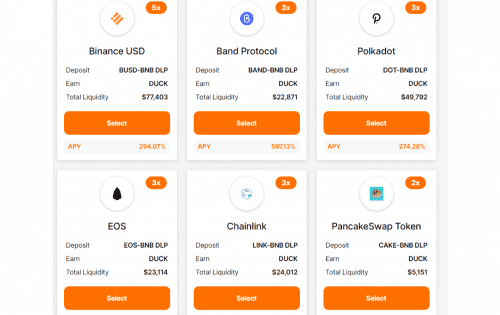 5x
3x
3x
Binance USD
Band Protocol
Polkadot
Deposit BUSD-BNB DLP
Deposit BAND-BNB DLP
Deposit DOT-BNB DLP
Earn DUCK
Earn DUCK
Earn DUCK
Total Liquidity $77,403
Total Liquidity $22,871
Total Liquidity $49,792
Select
Select
Select
APY 294.07%
APY 597.13%
APY 274.28%
3x
3x
2x
EOS
Chainlink
PancakeSwap Token
Deposit EOS-BNB DLP
Deposit LINK-BNB DLP
Deposit CAKE-BNB DLP
Earn DUCK
Earn DUCK
Earn DUCK
Total Liquidity $23,114
Total Liquidity $24,012
Total Liquidity $5,151
Select
Select
Select